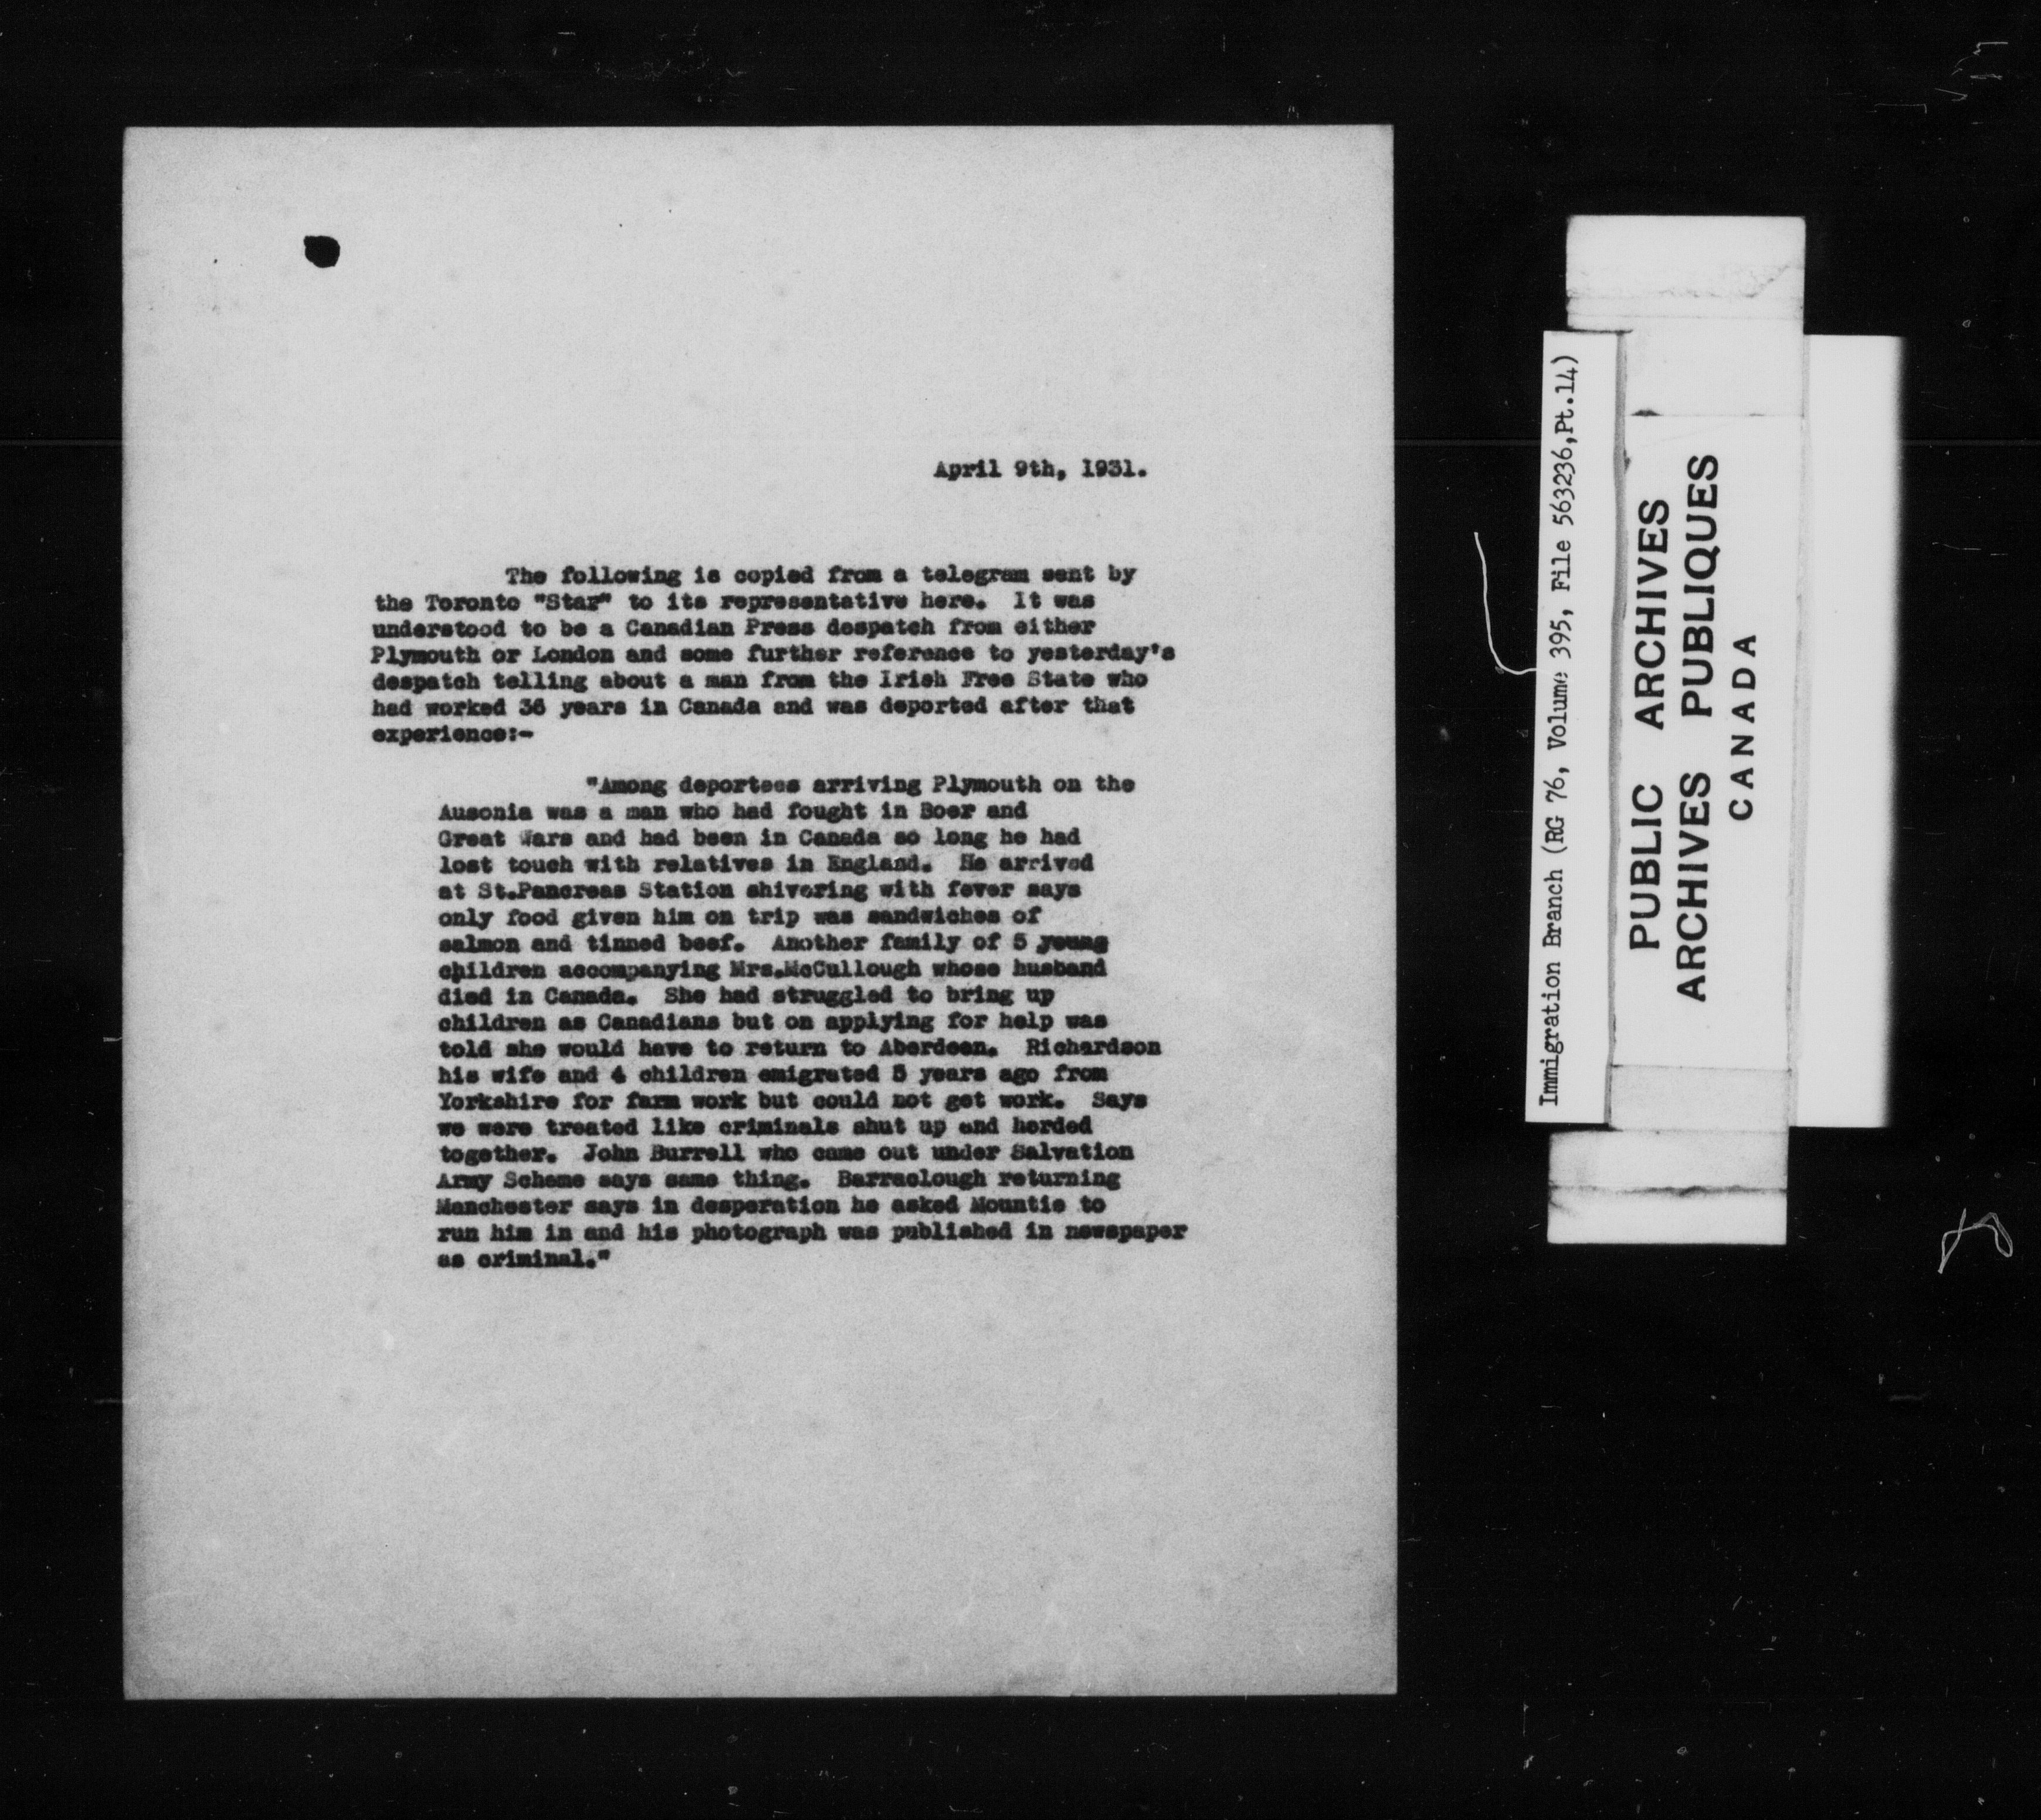 April 9th, 1931.
The following is copied from a telegram sent by
the Toronto "Star" to its representative here. It was
understood to be a Canadian Press despatch from either
Plymouth or London and some further reference to yesterday's
despatch telling about a man from the Irish Free State who
had worked 36 years in Canada and was deported after that
experience:-
"Among deportees arriving Plymouth on the
Ausonia was a man who had fought in Boer and
Great Wars and had been in Canada so long he had
lost touch with relatives in England. He arrived
at St.Pancreas Station shivering with fever says
only food given him on trip was sandwiches of
salmon and tinned beef. Another family of 5 young
children accompanying Mrs.McCullough whose husband
died in Canada. She had struggled to bring up
children as Canadians but on applying for help was
told she would have to return to Aberdeen. Richardson
his wife and 4 children emigrated 5 years ago from
Yorkshire for farm work but could not get work. Says
we were treated like criminals shut up and herded
together. John Burrell who came out under Salvation
Army Scheme says same thing. Barraclough returning
Manchester says in desperation he asked Mountie to
run him in and his photograph was published in newspaper
as criminal."
Immigration Branch (RG 76, Volume 395, File 563236,Pt.14)
PUBLIC ARCHIVES
ARCHIVES PUBLIQUES
CANADA